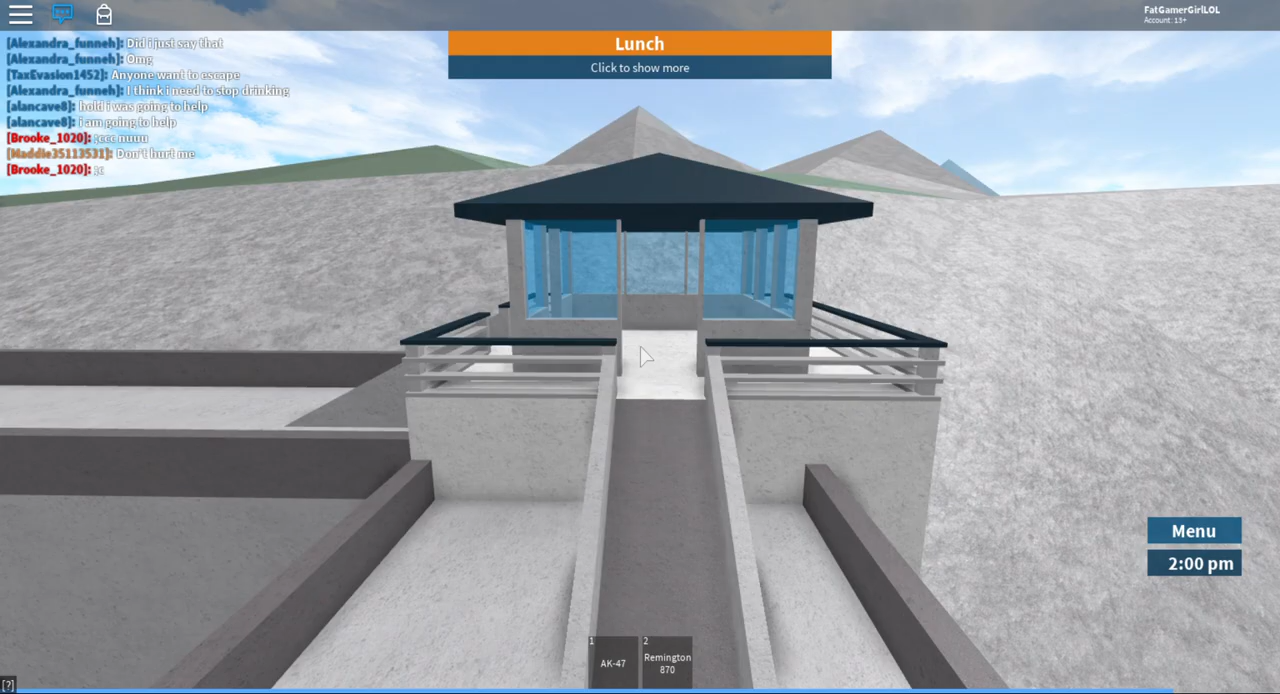 FatGamerGirlLOL
Account: 13+
Lunch
Click to show more
[Alexandra_funneh]: Did i just say that
[Alexandra_funneh]: Omg
[TaxEvasion1452]: Anyone want to escape
[Alexandra_funneh]: I think i need to stop drinking
[alancave8]: hold i was going to help
[alancave8]: i am going to help
[Brooke_1020]: ;ccc nuuu
[Maddie35113531]: Don't hurt me
[Brooke_1020]: ;c
Menu
2:00 pm
1
AK-47
2
Remington
870
[?]